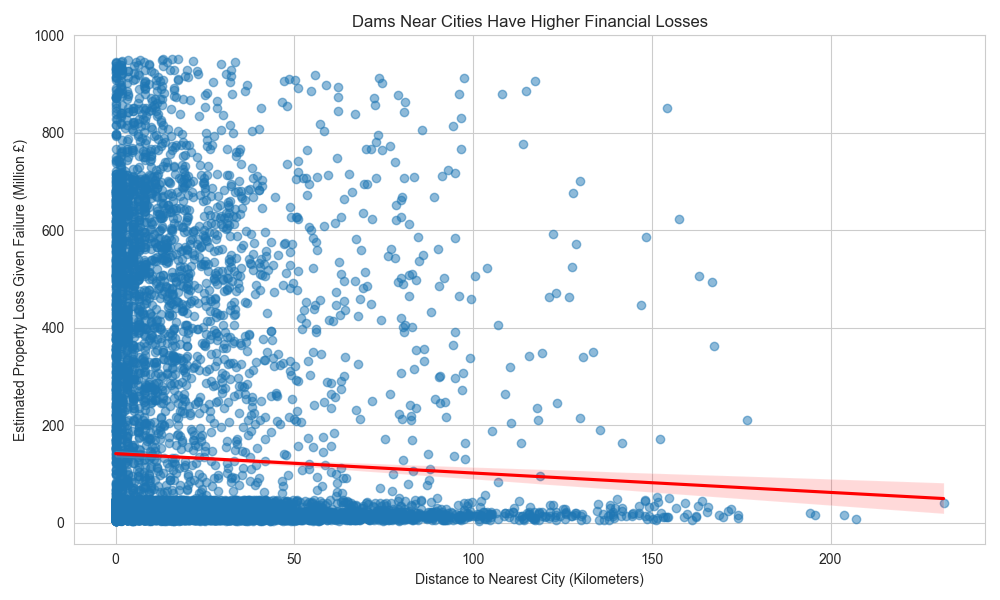 Dams Near Cities Have Higher Financial Losses
1000
800
600
400
200
0
Estimated Property Loss Given Failure (Million £)
0 50 100 150 200
Distance to Nearest City (Kilometers)